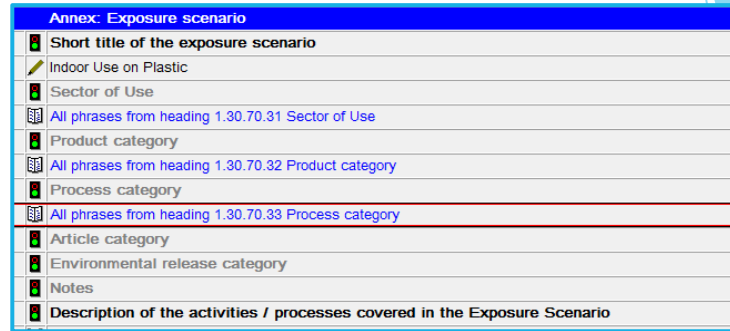 Annex: Exposure scenario
Short title of the exposure scenario
Indoor Use on Plastic
Sector of Use
All phrases from heading 1.30.70.31 Sector of Use
Product category
All phrases from heading 1.30.70.32 Product category
Process category
All phrases from heading 1.30.70.33 Process category
Article category
Environmental release category
Notes
Description of the activities / processes covered in the Exposure Scenario